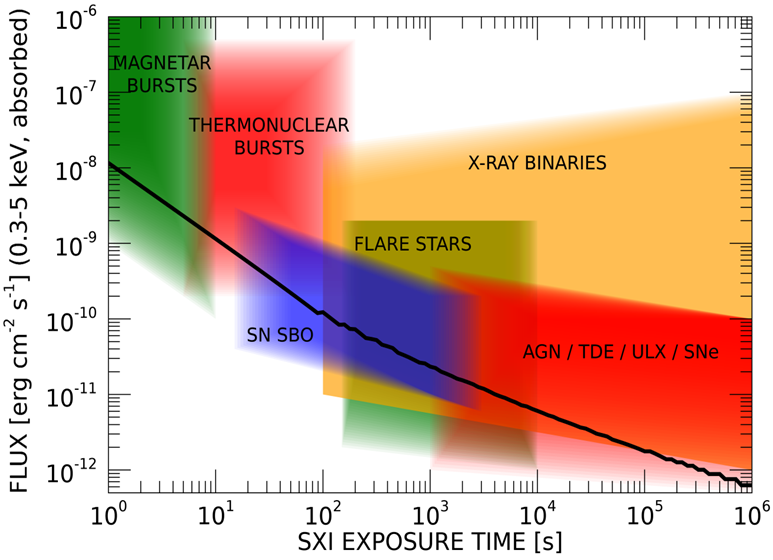 10⁻⁶
MAGNETAR
BURSTS
10⁻⁷
THERMONUCLEAR
BURSTS
X-RAY BINARIES
10⁻⁸
FLARE STARS
10⁻⁹
10⁻¹⁰
SN SBO
AGN / TDE / ULX / SNe
10⁻¹¹
10⁻¹²
FLUX [erg cm⁻² s⁻¹] (0.3-5 keV, absorbed)
10⁰ 10¹ 10² 10³ 10⁴ 10⁵ 10⁶
SXI EXPOSURE TIME [s]